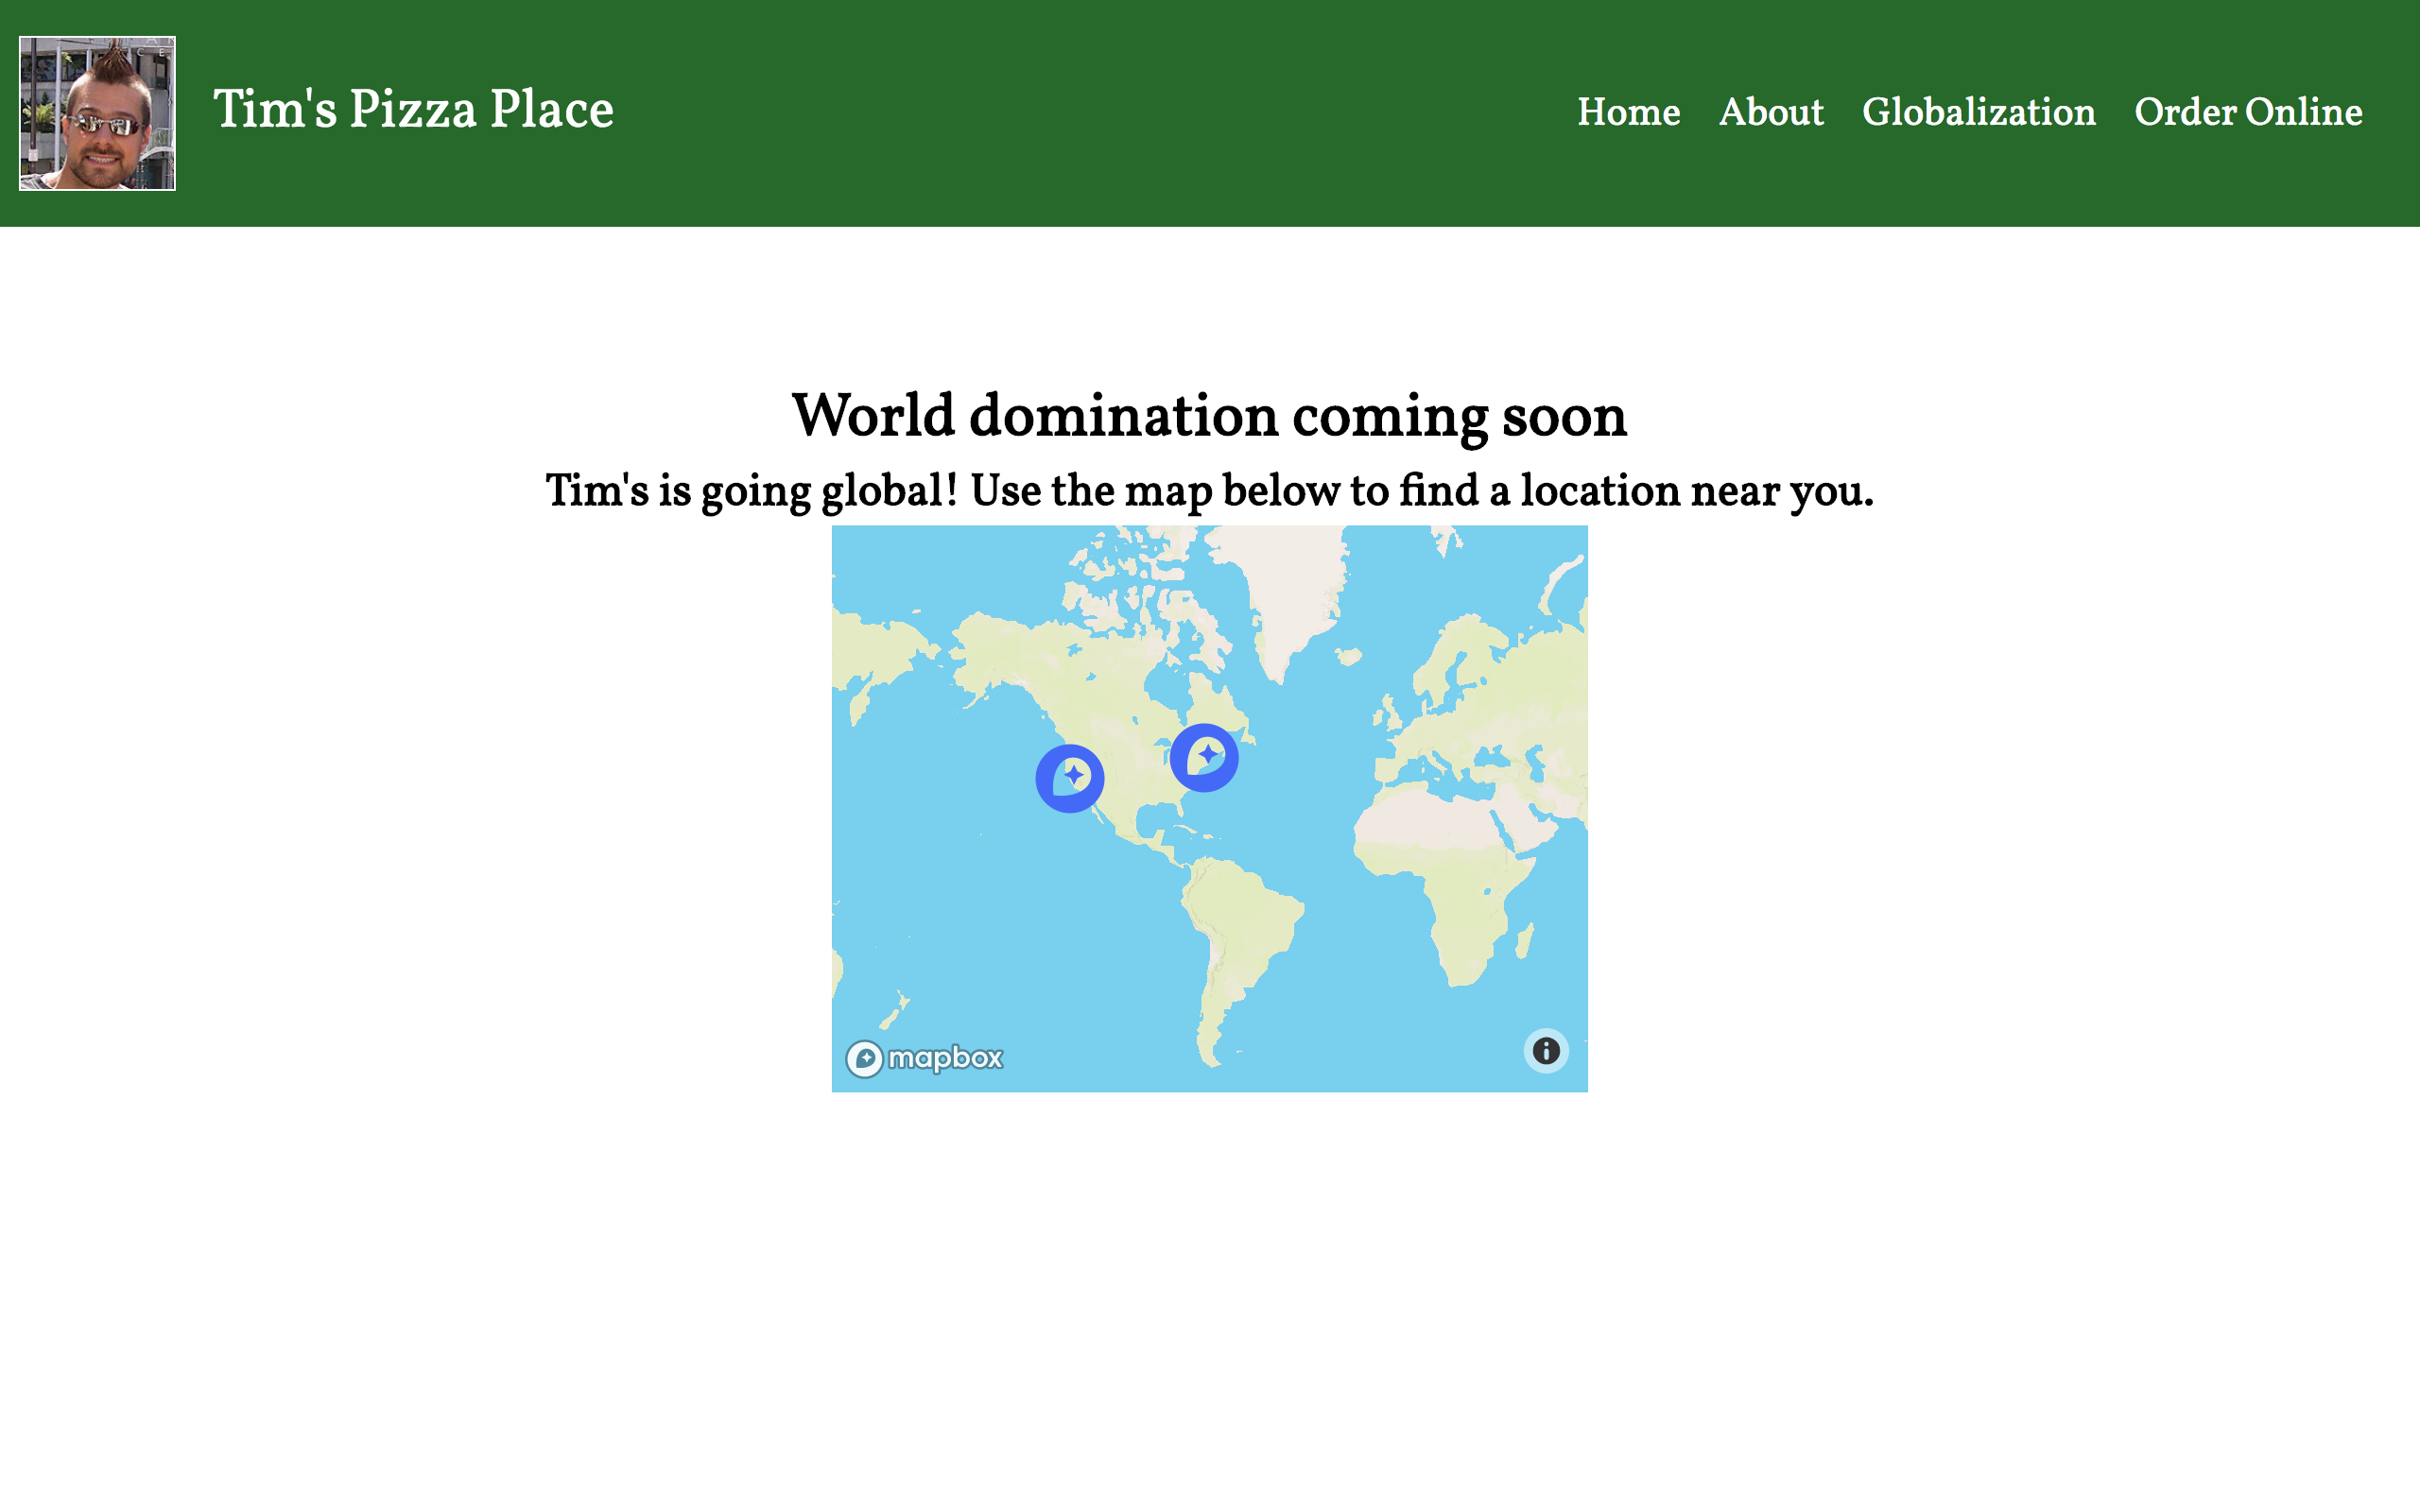 Tim's Pizza Place
Home About Globalization Order Online
World domination coming soon
Tim's is going global! Use the map below to find a location near you.
mapbox